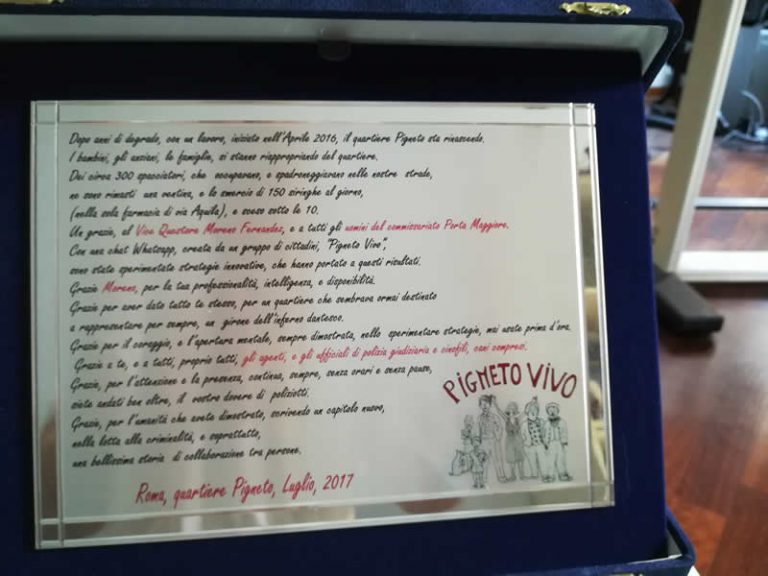 Dopo anni di degrado, con un lavoro, iniziato nell'Aprile 2016, il quartiere Pigneto sta rinascendo.
I bambini, gli anziani, le famiglie, si stanno riappropriando del quartiere.
Dei circa 300 spacciatori, che occupavano, e spadroneggiavano nelle nostre strade,
ne sono rimasti una ventina, e lo smercio di 150 siringhe al giorno,
(nella sola farmacia di via Aquila), e sceso sotto le 10.
Un grazie, al Vice Questore Moreno Fernandez, e a tutti gli uomini del commissariato Porta Maggiore.
Con una chat Whatsapp, creata da un gruppo di cittadini, "Pigneto Vivo",
sono state sperimentate strategie innovative, che hanno portato a questi risultati.
Grazie Moreno, per la tua professionalità, intelligenza, e disponibilità.
Grazie per aver dato tutto te stesso, per un quartiere che sembrava ormai destinato
a rappresentare per sempre, un girone dell'inferno dantesco.
Grazie per il coraggio, e l'apertura mentale, sempre dimostrata, nello sperimentare strategie, mai usate prima d'ora.
Grazie a te, e a tutti, proprio tutti, gli agenti, e gli ufficiali di polizia giudiziaria e cinofili, cani compresi.
Grazie, per l'attenzione e la presenza, continua, sempre, senza orari e senza pause,
siete andati ben oltre, il vostro dovere di poliziotti.
Grazie, per l'umanità che avete dimostrato, scrivendo un capitolo nuovo,
nella lotta alla criminalità, e soprattutto,
una bellissima storia di collaborazione tra persone.
PIGNETO VIVO
Roma, quartiere Pigneto, Luglio, 2017